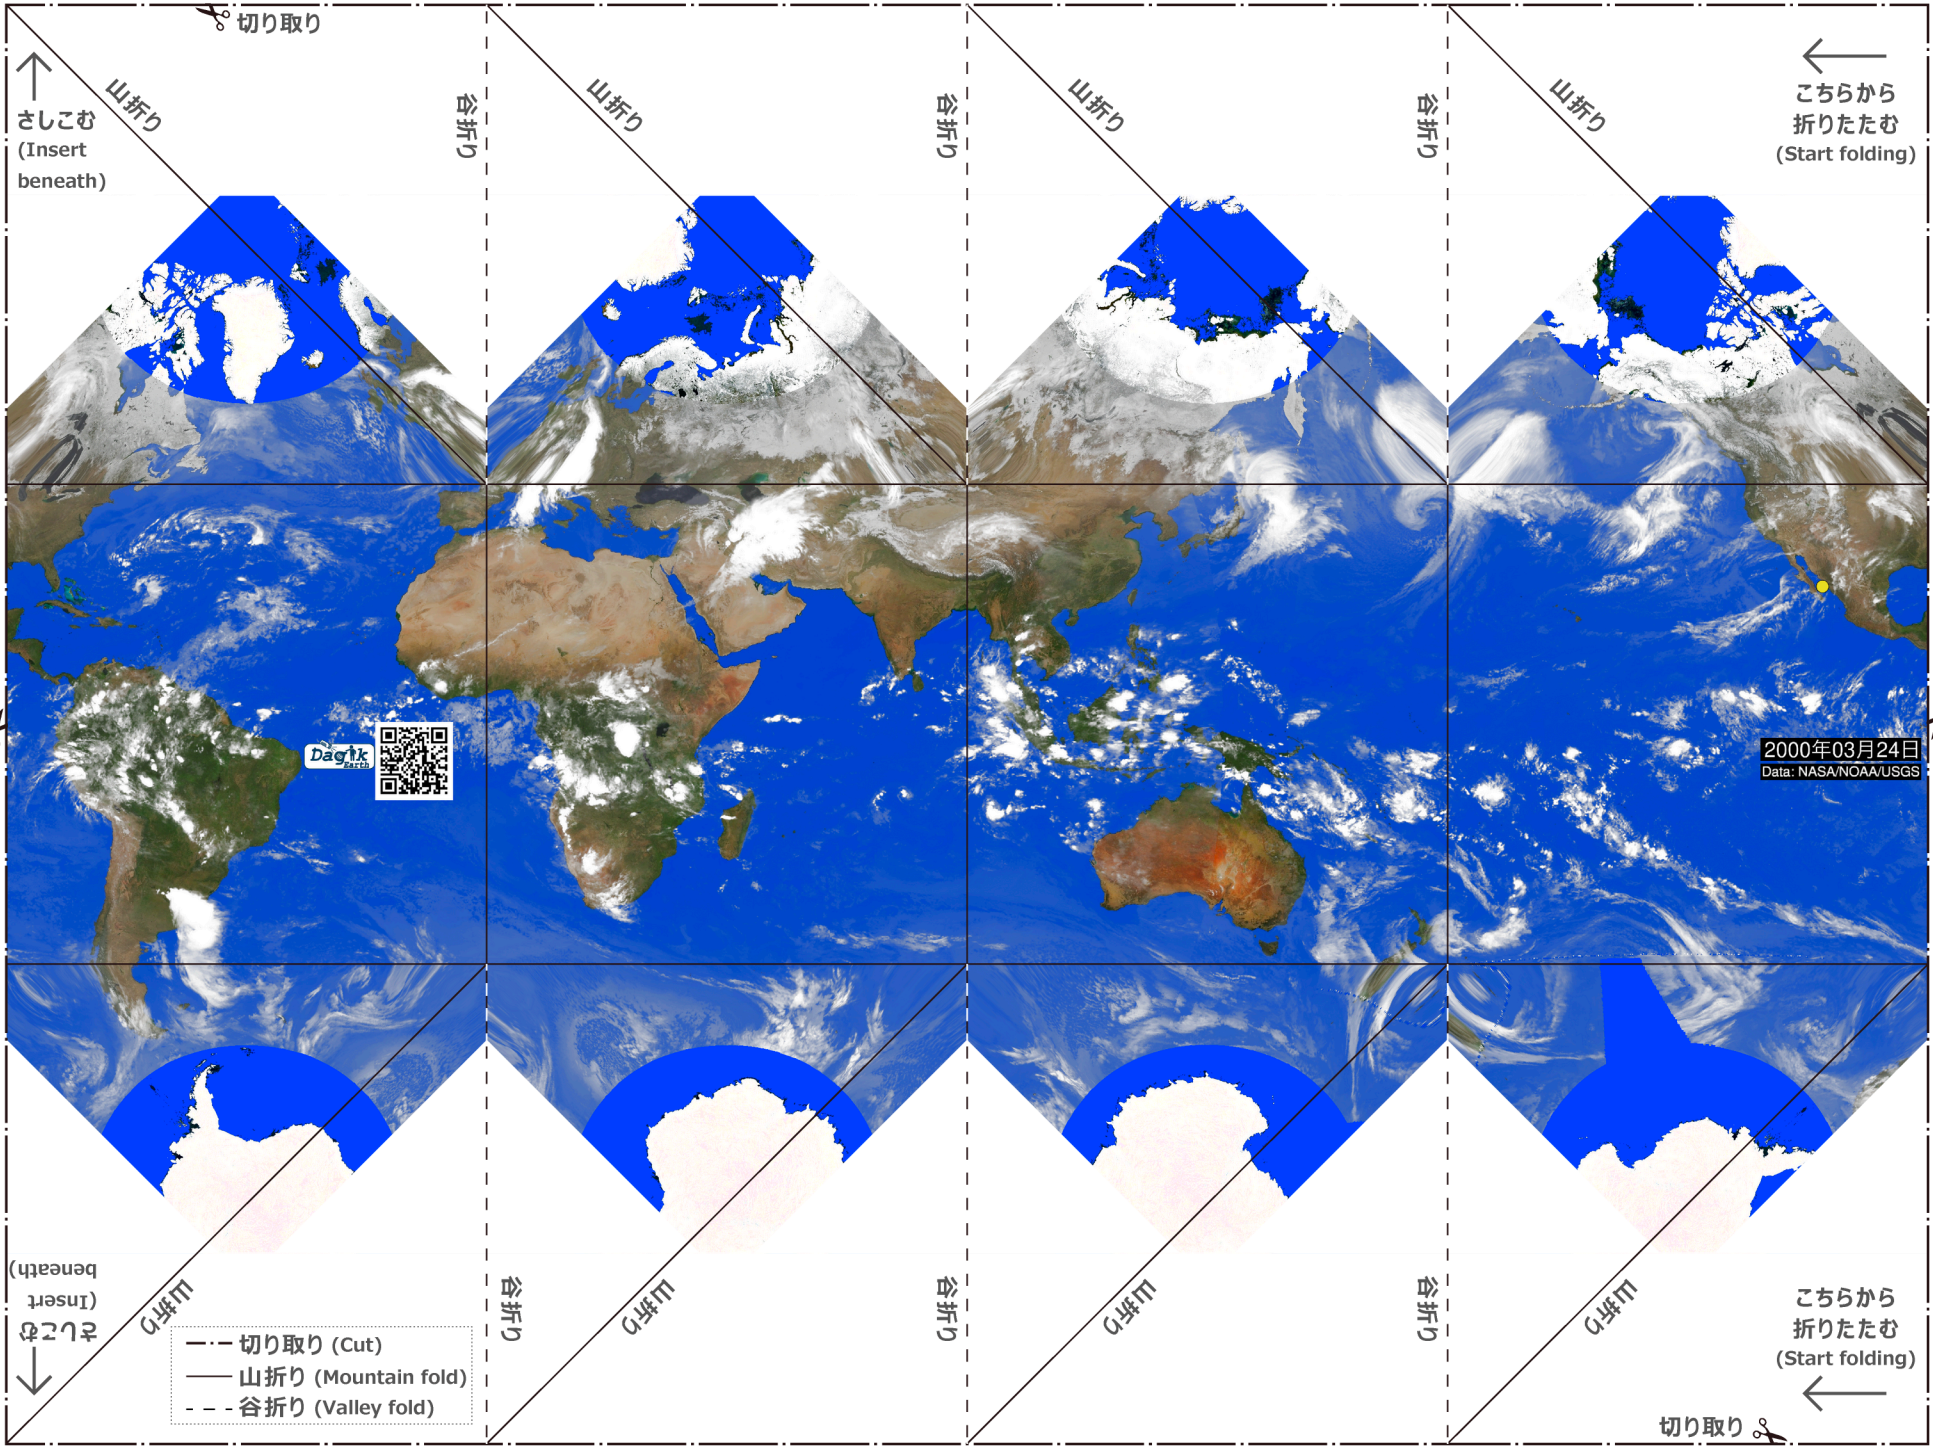 切り取り
山折り
谷折り
山折り
谷折り
山折り
谷折り
山折り
さしこむ
(Insert
beneath)
こちらから
折りたたむ
(Start folding)
Dagik
Earth
2000年03月24日
Data: NASA/NOAA/USGS
さしこむ
(Insert
beneath)
山折り
谷折り
山折り
谷折り
山折り
谷折り
山折り
切り取り (Cut)
山折り (Mountain fold)
谷折り (Valley fold)
こちらから
折りたたむ
(Start folding)
切り取り